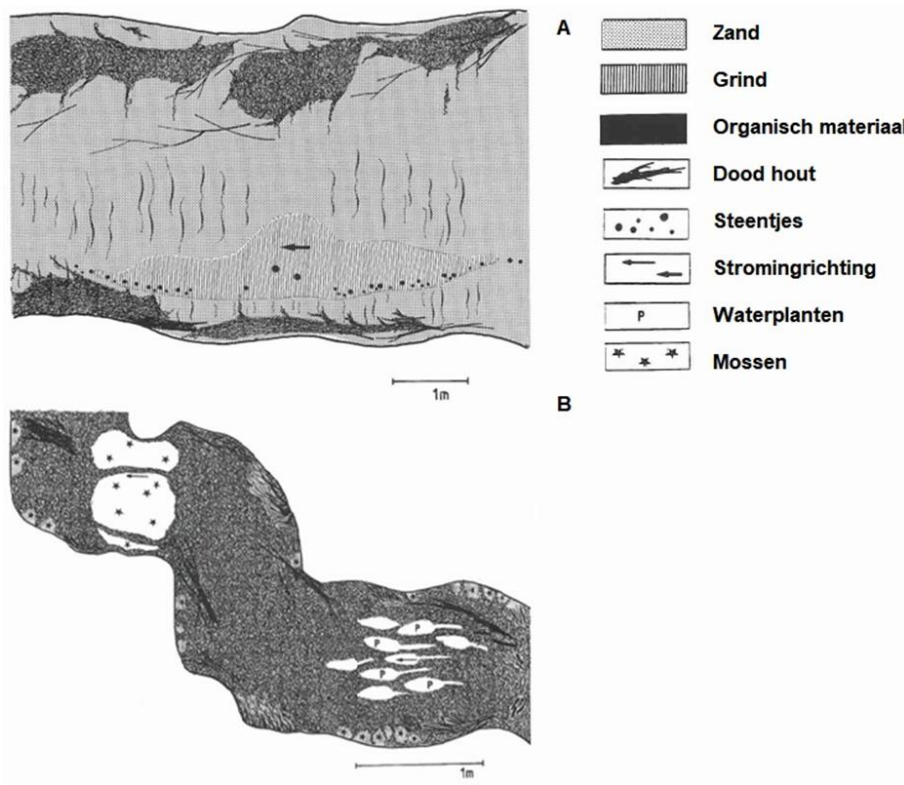 A
Zand
Grind
Organisch materiaal
Dood hout
Steentjes
Stromingrichting
P
Waterplanten
Mossen
1m
B
P
P
P
P
1m